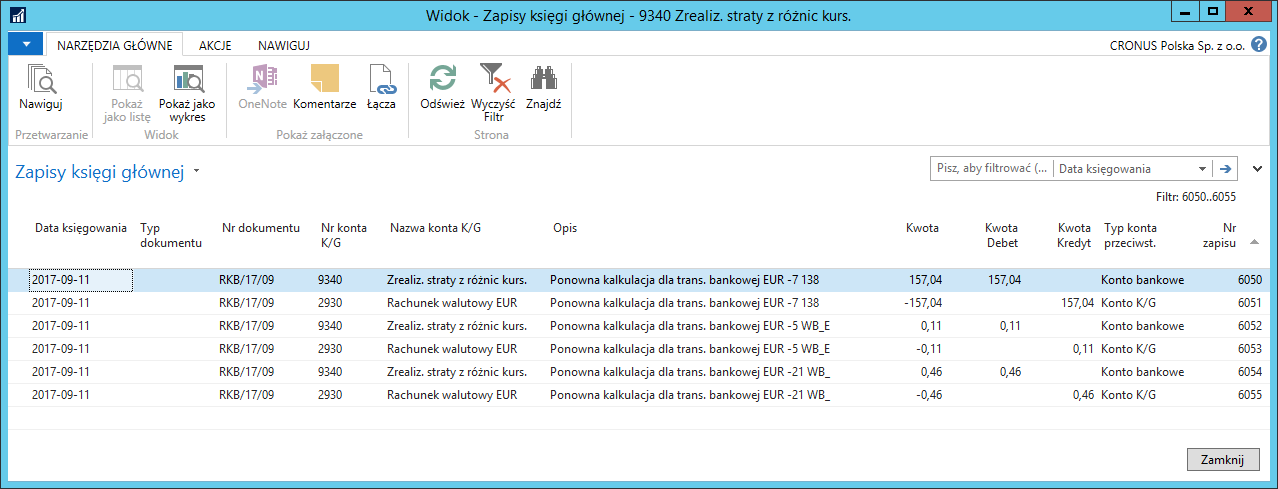 Widok - Zapisy księgi głównej - 9340 Zrealiz. straty z różnic kurs.
NARZĘDZIA GŁÓWNE AKCJE NAWIGUJ CRONUS Polska Sp. z o.o.
Nawiguj Pokaż jako listę Pokaż jako wykres OneNote Komentarze Łącza Odśwież Wyczyść Filtr Znajdź
Przetwarzanie Widok Pokaż załączone Strona
Zapisy księgi głównej Pisz, aby filtrować (... Data księgowania
Filtr: 6050..6055
Data księgowania Typ dokumentu Nr dokumentu Nr konta K/G Nazwa konta K/G Opis Kwota Kwota Debet Kwota Kredyt Typ konta przeciwst. Nr zapisu
2017-09-11 RKB/17/09 9340 Zrealiz. straty z różnic kurs. Ponowna kalkulacja dla trans. bankowej EUR -7 138 157,04 157,04 Konto bankowe 6050
2017-09-11 RKB/17/09 2930 Rachunek walutowy EUR Ponowna kalkulacja dla trans. bankowej EUR -7 138 -157,04 157,04 Konto K/G 6051
2017-09-11 RKB/17/09 9340 Zrealiz. straty z różnic kurs. Ponowna kalkulacja dla trans. bankowej EUR -5 WB_E 0,11 0,11 Konto bankowe 6052
2017-09-11 RKB/17/09 2930 Rachunek walutowy EUR Ponowna kalkulacja dla trans. bankowej EUR -5 WB_E -0,11 0,11 Konto K/G 6053
2017-09-11 RKB/17/09 9340 Zrealiz. straty z różnic kurs. Ponowna kalkulacja dla trans. bankowej EUR -21 WB_ 0,46 0,46 Konto bankowe 6054
2017-09-11 RKB/17/09 2930 Rachunek walutowy EUR Ponowna kalkulacja dla trans. bankowej EUR -21 WB_ -0,46 0,46 Konto K/G 6055
Zamknij